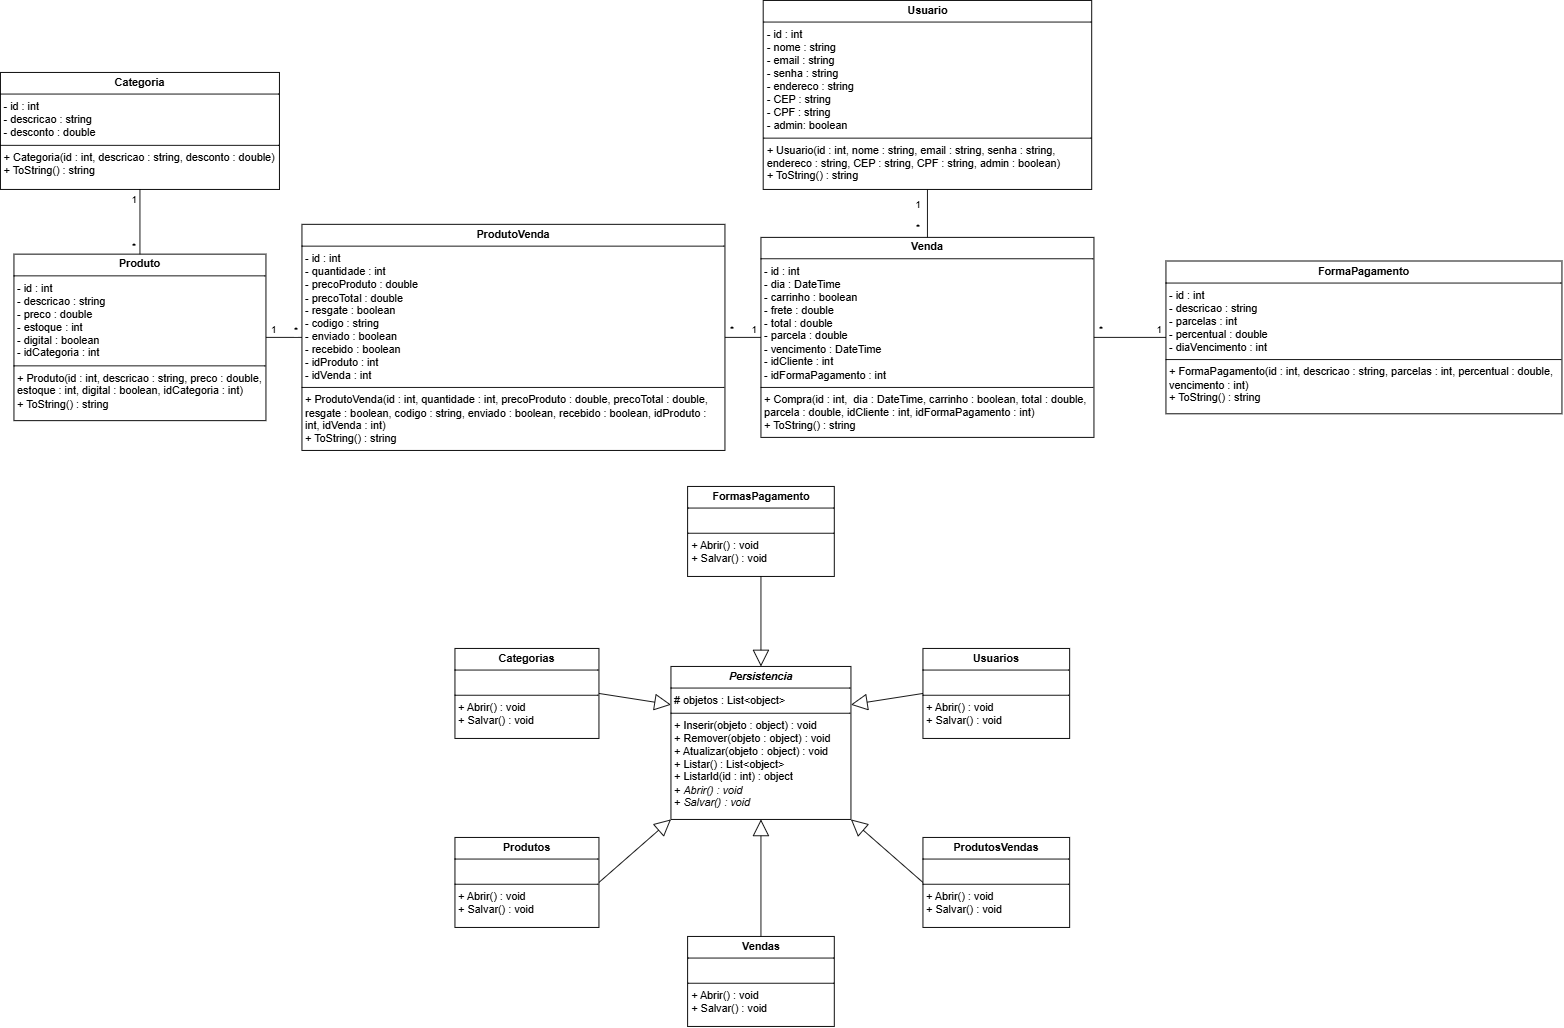 Usuario
- id : int
- nome : string
- email : string
- senha : string
- endereco : string
- CEP : string
- CPF : string
- admin: boolean
+ Usuario(id : int, nome : string, email : string, senha : string,
endereco : string, CEP : string, CPF : string, admin : boolean)
+ ToString() : string
Categoria
- id : int
- descricao : string
- desconto : double
+ Categoria(id : int, descricao : string, desconto : double)
+ ToString() : string
1
*
1
*
Produto
- id : int
- descricao : string
- preco : double
- estoque : int
- digital : boolean
- idCategoria : int
+ Produto(id : int, descricao : string, preco : double,
estoque : int, digital : boolean, idCategoria : int)
+ ToString() : string
1
*
ProdutoVenda
- id : int
- quantidade : int
- precoProduto : double
- precoTotal : double
- resgate : boolean
- codigo : string
- enviado : boolean
- recebido : boolean
- idProduto : int
- idVenda : int
+ ProdutoVenda(id : int, quantidade : int, precoProduto : double, precoTotal : double,
resgate : boolean, codigo : string, enviado : boolean, recebido : boolean, idProduto :
int, idVenda : int)
+ ToString() : string
*
1
Venda
- id : int
- dia : DateTime
- carrinho : boolean
- frete : double
- total : double
- parcela : double
- vencimento : DateTime
- idCliente : int
- idFormaPagamento : int
+ Compra(id : int, dia : DateTime, carrinho : boolean, total : double,
parcela : double, idCliente : int, idFormaPagamento : int)
+ ToString() : string
*
1
FormaPagamento
- id : int
- descricao : string
- parcelas : int
- percentual : double
- diaVencimento : int
+ FormaPagamento(id : int, descricao : string, parcelas : int, percentual : double,
vencimento : int)
+ ToString() : string
FormasPagamento
+ Abrir() : void
+ Salvar() : void
Categorias
+ Abrir() : void
+ Salvar() : void
Persistencia
# objetos : List<object>
+ Inserir(objeto : object) : void
+ Remover(objeto : object) : void
+ Atualizar(objeto : object) : void
+ Listar() : List<object>
+ ListarId(id : int) : object
+ Abrir() : void
+ Salvar() : void
Usuarios
+ Abrir() : void
+ Salvar() : void
Produtos
+ Abrir() : void
+ Salvar() : void
ProdutosVendas
+ Abrir() : void
+ Salvar() : void
Vendas
+ Abrir() : void
+ Salvar() : void